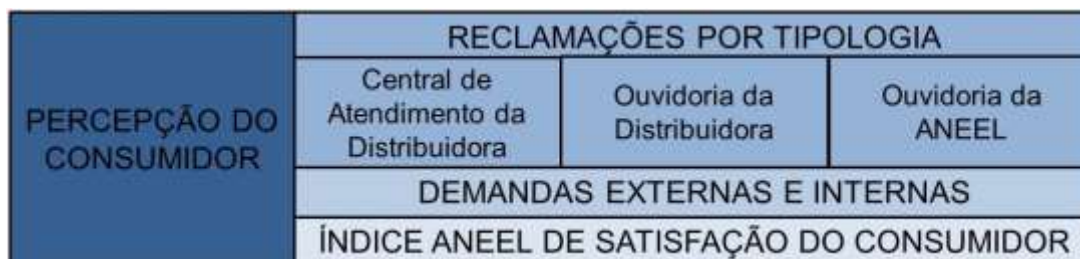 PERCEPÇÃO DO
CONSUMIDOR
RECLAMAÇÕES POR TIPOLOGIA
Central de
Atendimento da
Distribuidora
Ouvidoria da
Distribuidora
Ouvidoria da
ANEEL
DEMANDAS EXTERNAS E INTERNAS
ÍNDICE ANEEL DE SATISFAÇÃO DO CONSUMIDOR